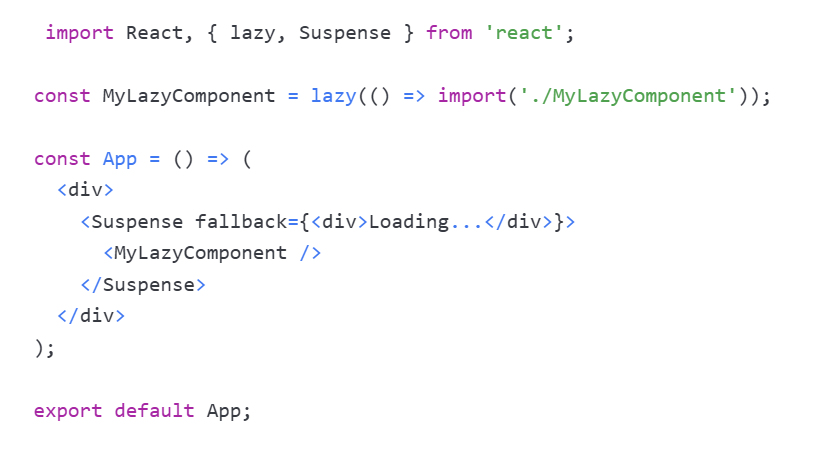 import React, { lazy, Suspense } from 'react';
const MyLazyComponent = lazy(() => import('./MyLazyComponent'));
const App = () => (
  <div>
    <Suspense fallback={<div>Loading...</div>}>
      <MyLazyComponent />
    </Suspense>
  </div>
);
export default App;